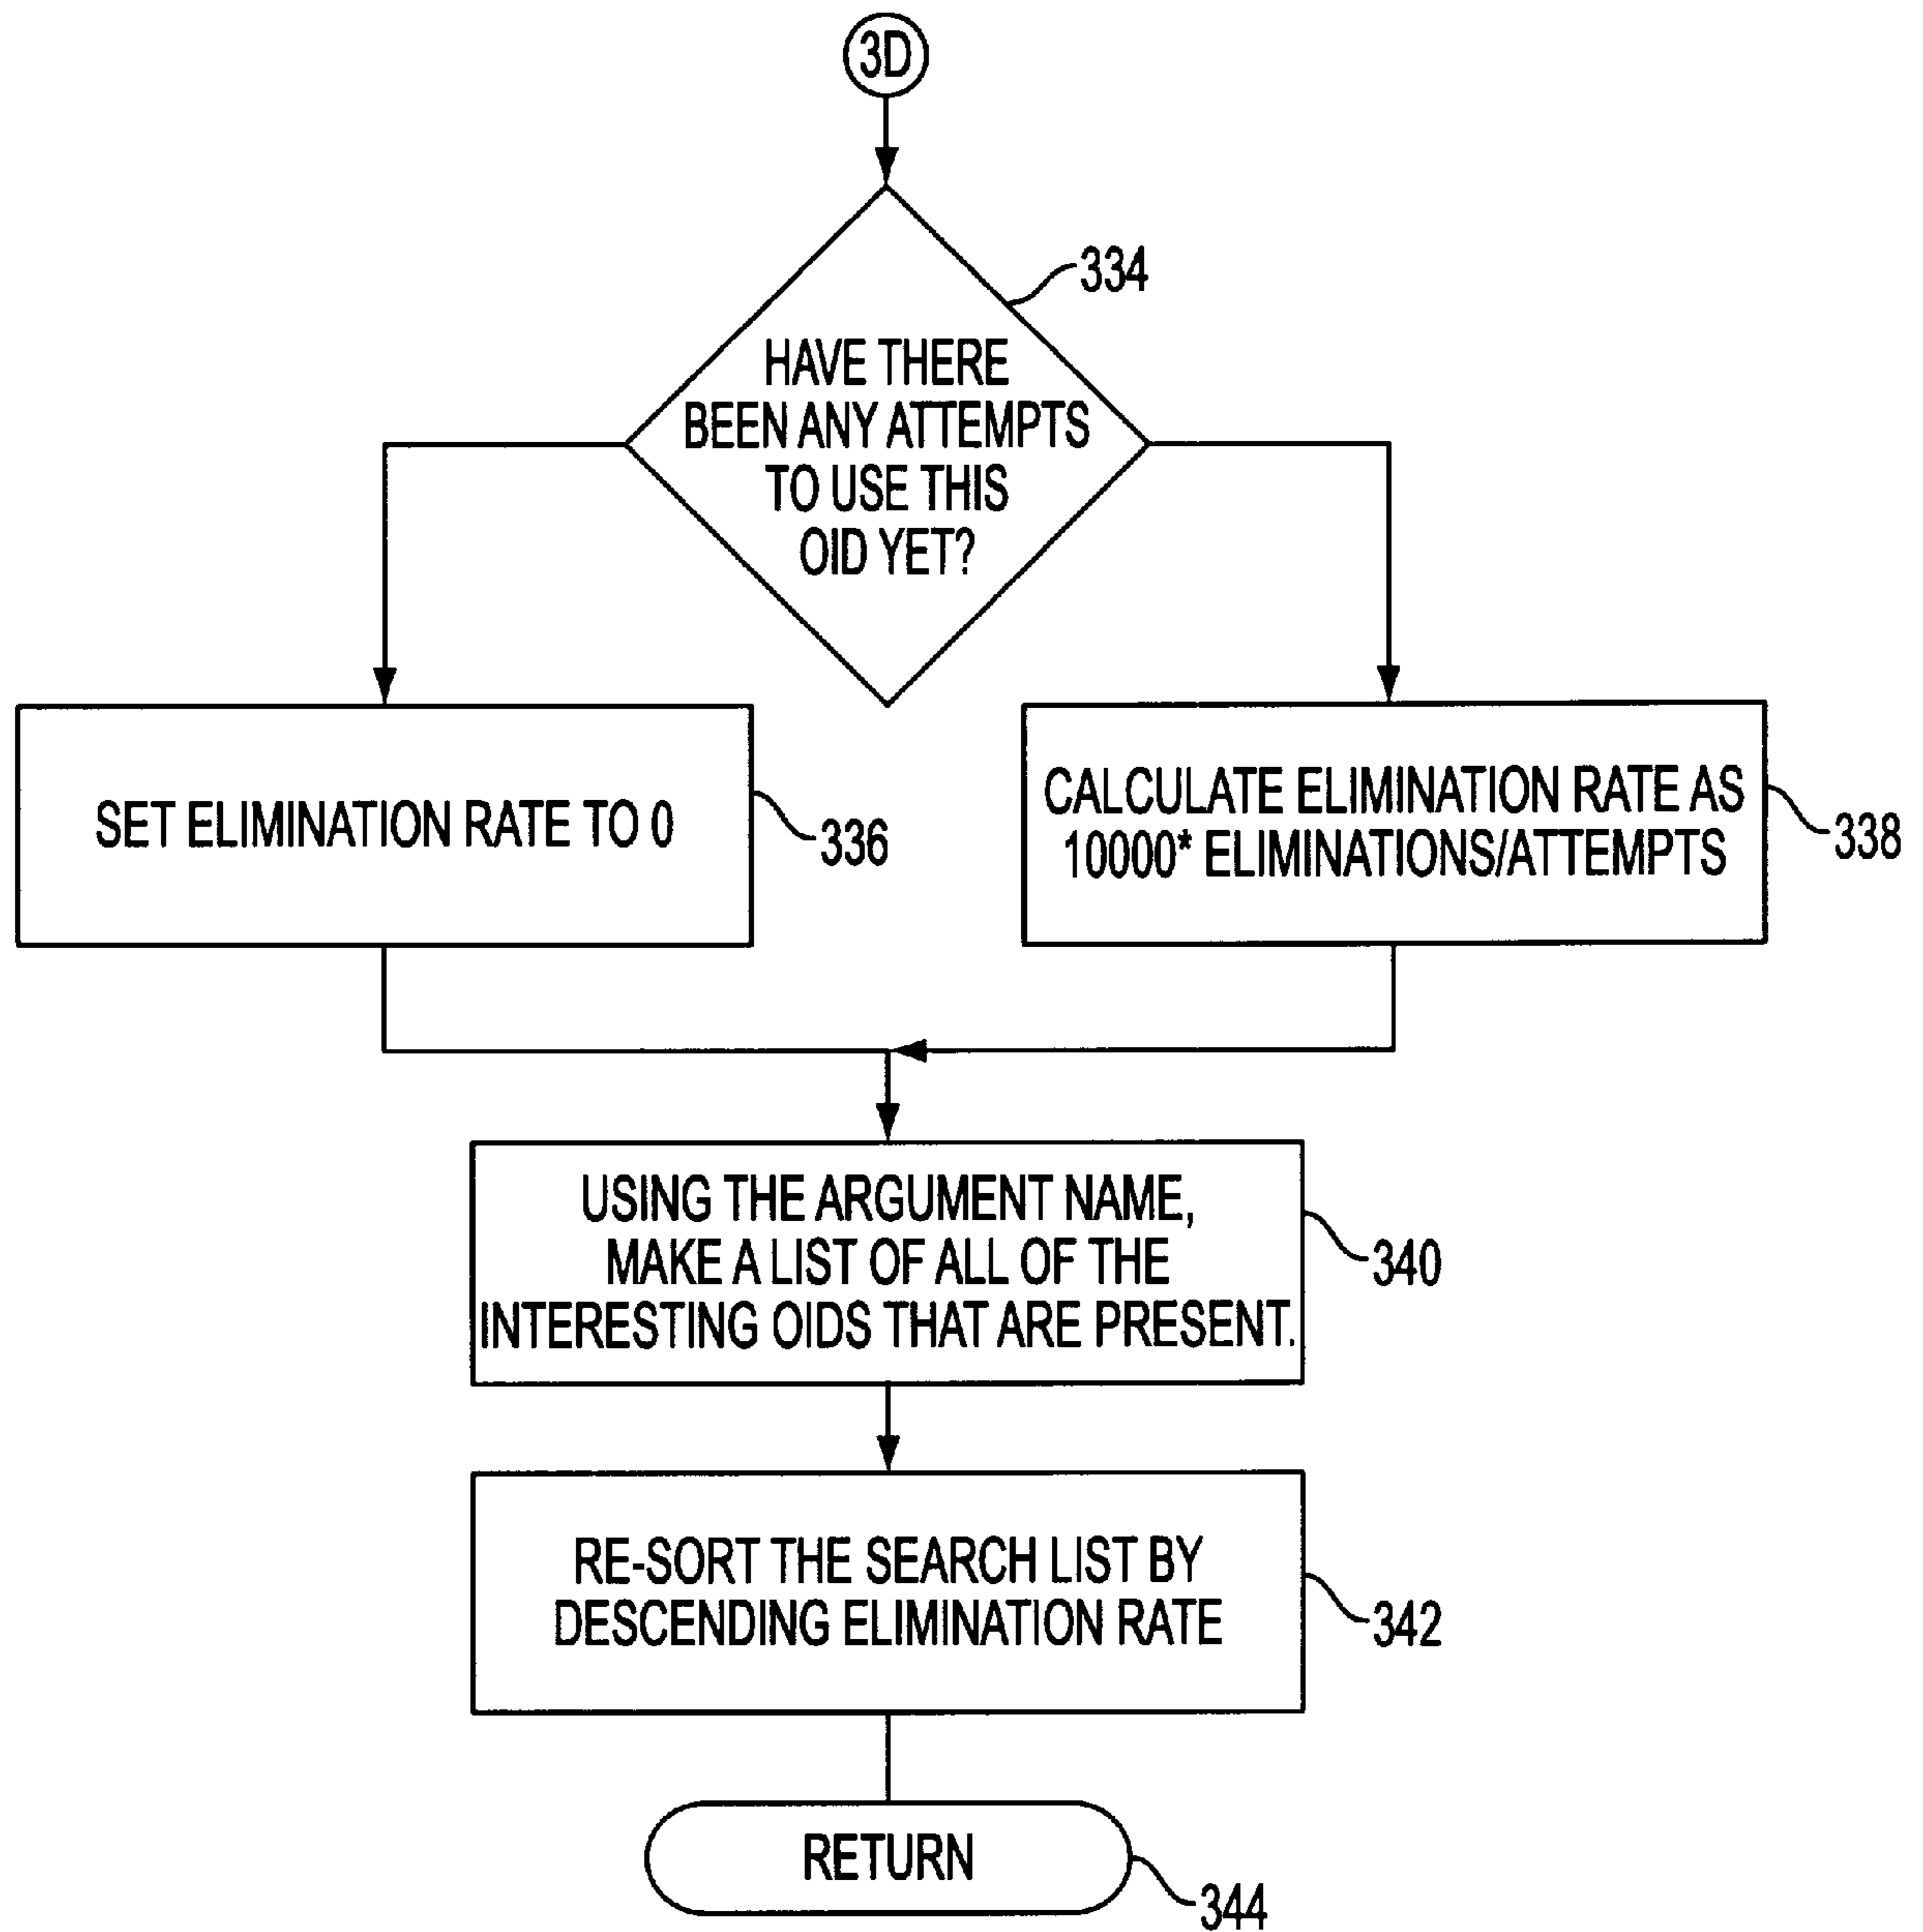 3D
334
HAVE THERE
BEEN ANY ATTEMPTS
TO USE THIS
OID YET?
SET ELIMINATION RATE TO 0
336
CALCULATE ELIMINATION RATE AS
10000* ELIMINATIONS/ATTEMPTS
338
USING THE ARGUMENT NAME,
MAKE A LIST OF ALL OF THE
INTERESTING OIDS THAT ARE PRESENT.
340
RE-SORT THE SEARCH LIST BY
DESCENDING ELIMINATION RATE
342
RETURN
344